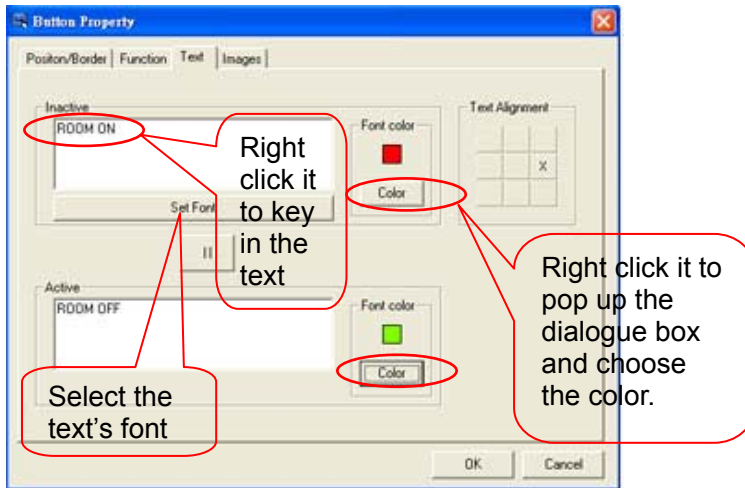 Button Property
Positon/Border Function Text Images
Inactive
ROOM ON
Set Font
Font color
Color
Text Alignment
X
Right
click it
to key
in the
text
II
Active
ROOM OFF
Font color
Color
Select the
text's font
Right click it to
pop up the
dialogue box
and choose
the color.
OK Cancel